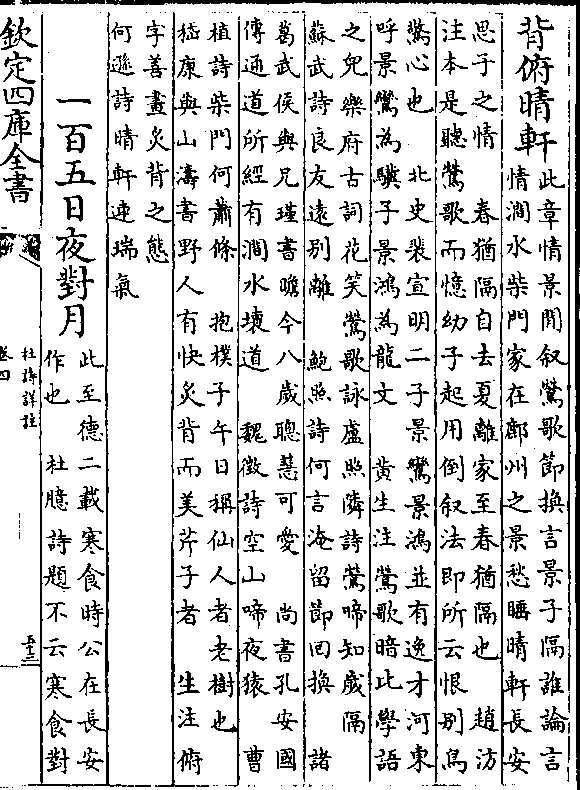 背俯晴軒
此章情景間叙鶯歌節換言景子隔誰論言
情澗水柴門家在鄜州之景愁睡晴軒長安
思子之情　春猶隔自去夏離家至春猶隔也　趙汸
注本是聽鶯歌而憶幼子起用倒叙法即所云恨别鳥
驚心也　北史裴宣明二子景鸞景鴻並有逸才河東
呼景鸞為驥子景鴻為龍文　黄生注鶯歌暗比學語
之兒樂府古詞花笑鶯歌詠盧照隣詩鶯啼知歲隔
蘇武詩良友遠别離　鮑照詩何言淹留節回換　諸
葛武侯與兄瑾書瞻今八歲聰慧可愛　尚書孔安國
傳通道所經有澗水壞道　魏徵詩空山啼夜猿　曹
植詩柴門何蕭條　抱樸子午日稱仙人者老樹也
嵇康與山濤書野人有快炙背而美芹子者　生注俯
字善畫炙背之態
何遜詩晴軒連瑞氣
一百五日夜對月
此至德二載寒食時公在長安
作也　杜臆詩題不云寒食對
欽定四庫全書
杜詩詳註
卷四
五三